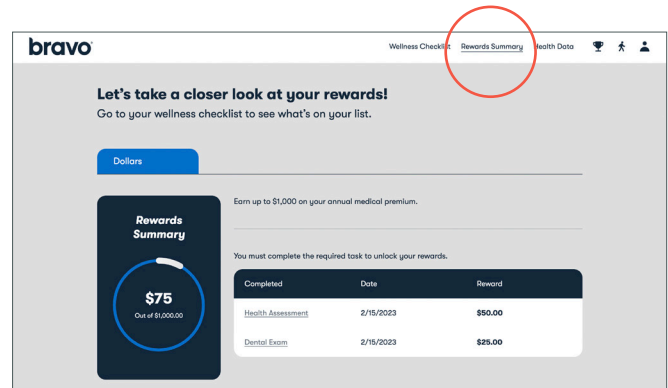 bravo
Wellness Checklist Rewards Summary Health Data
Let's take a closer look at your rewards!
Go to your wellness checklist to see what's on your list.
Dollars
Rewards
Summary
$75
Out of $1,000.00
Earn up to $1,000 on your annual medical premium.
You must complete the required task to unlock your rewards.
Completed Date Reward
Health Assessment 2/15/2023 $50.00
Dental Exam 2/15/2023 $25.00